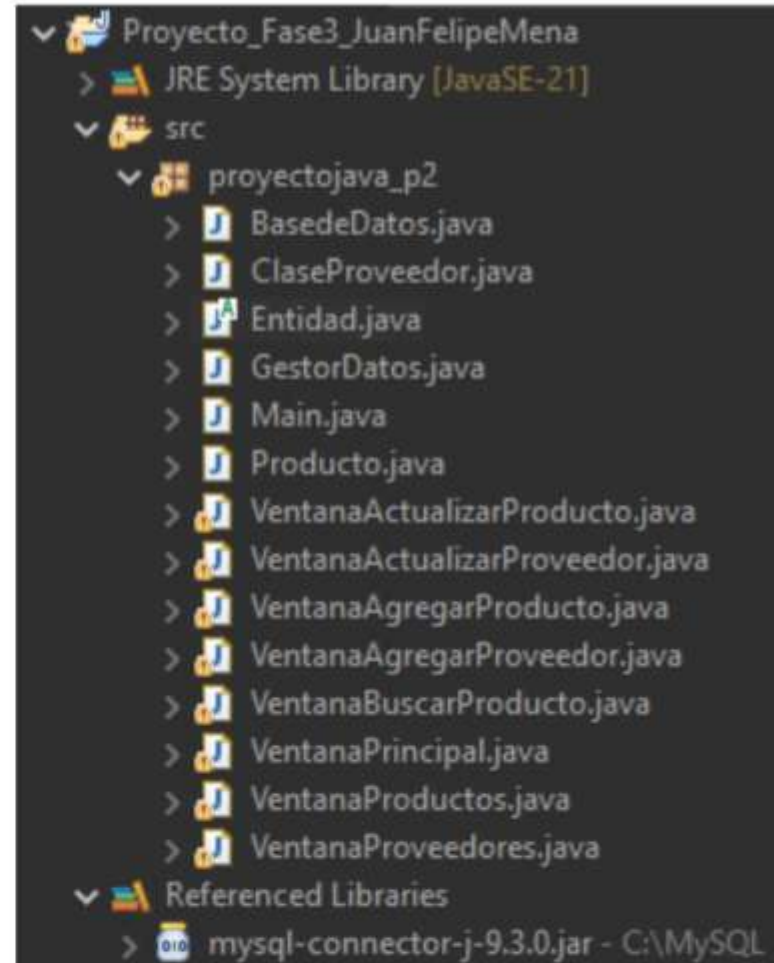 Proyecto_Fase3_JuanFelipeMena
JRE System Library [JavaSE-21]
src
proyectojava_p2
BasedeDatos.java
ClaseProveedor.java
Entidad.java
GestorDatos.java
Main.java
Producto.java
VentanaActualizarProducto.java
VentanaActualizarProveedor.java
VentanaAgregarProducto.java
VentanaAgregarProveedor.java
VentanaBuscarProducto.java
VentanaPrincipal.java
VentanaProductos.java
VentanaProveedores.java
Referenced Libraries
mysql-connector-j-9.3.0.jar - C:\MySQL